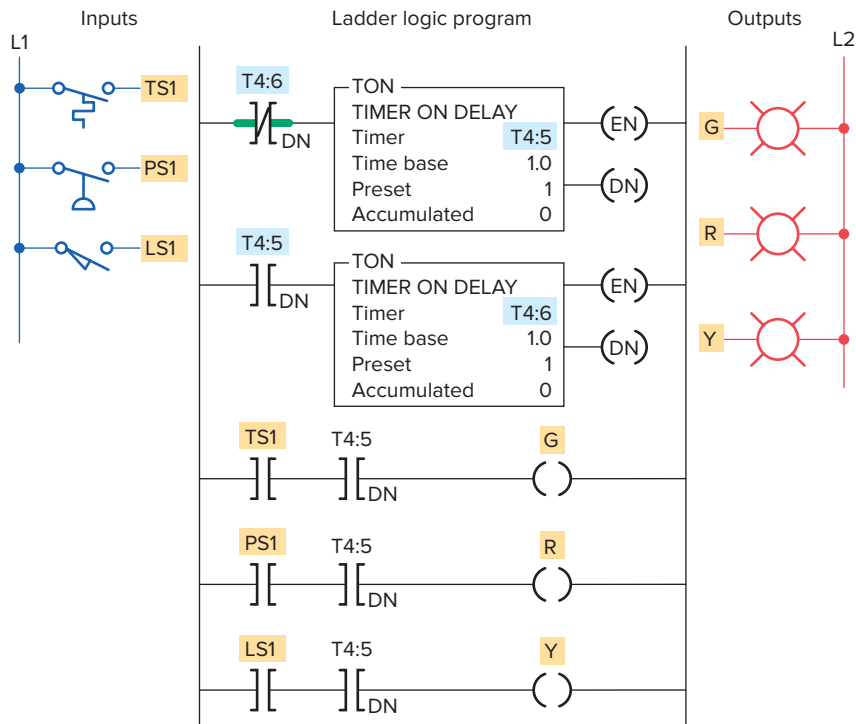 Inputs
Ladder logic program
Outputs
L1
L2
TS1
PS1
LS1
T4:6
DN
TON
TIMER ON DELAY
Timer T4:5
Time base 1.0
Preset 1
Accumulated 0
EN
DN
T4:5
DN
TON
TIMER ON DELAY
Timer T4:6
Time base 1.0
Preset 1
Accumulated 0
EN
DN
TS1 T4:5 G
DN
PS1 T4:5 R
DN
LS1 T4:5 Y
DN
G
R
Y